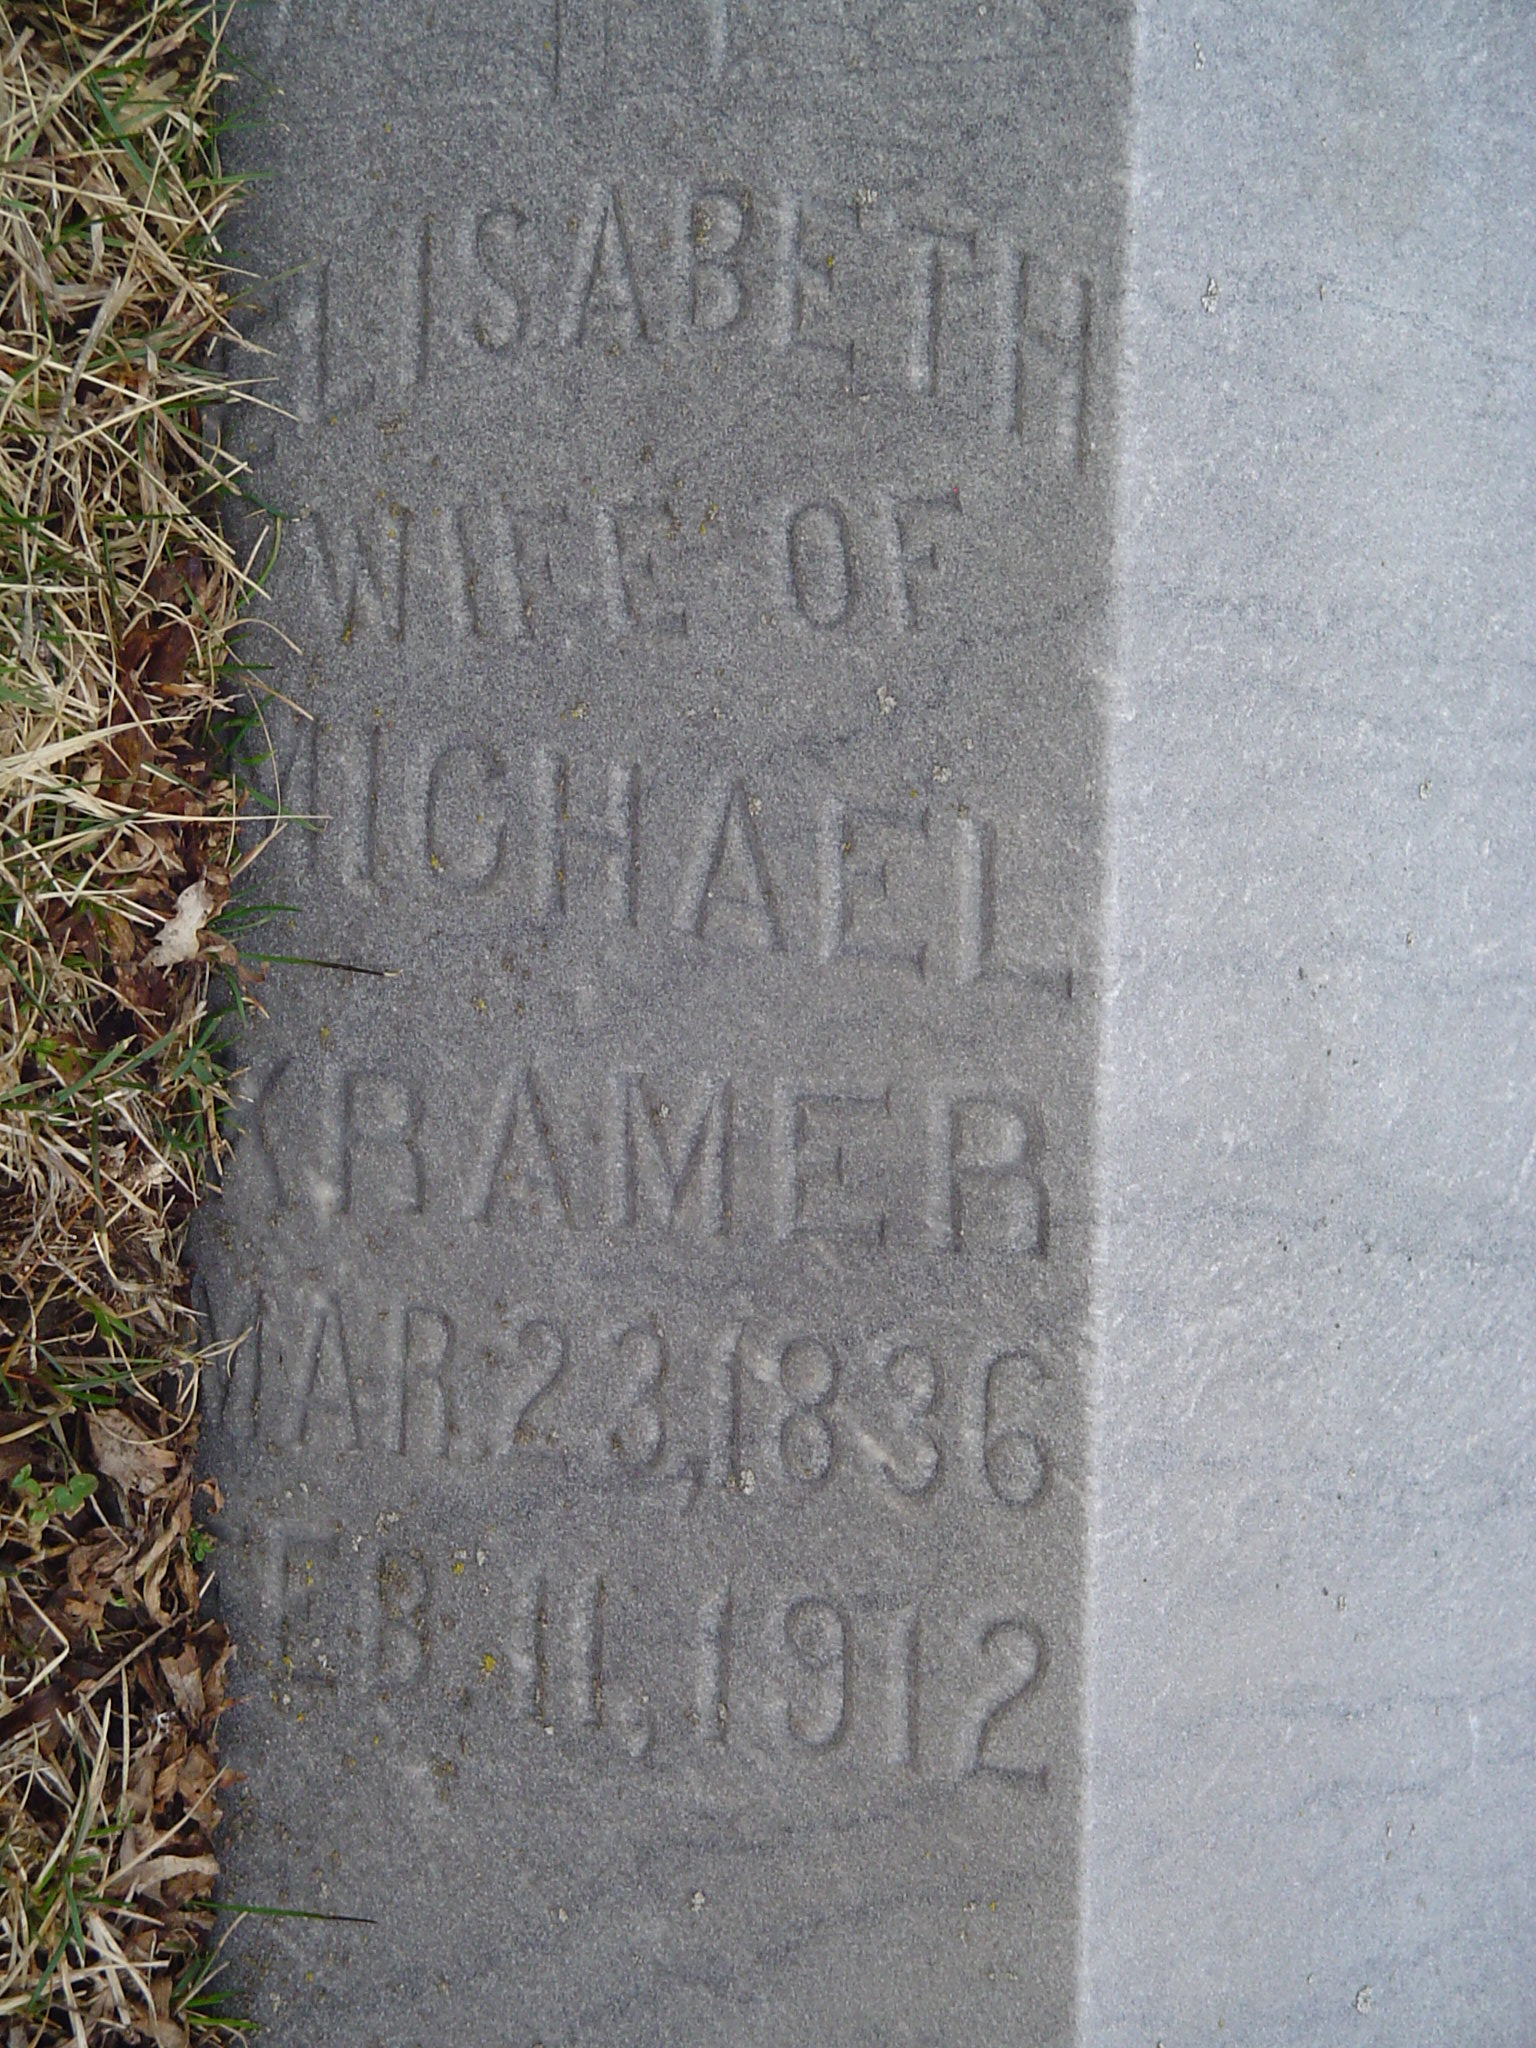 ELISABETH
WIFE OF
MICHAEL
KRAMER
MAR. 23, 1836
FEB. 11, 1912